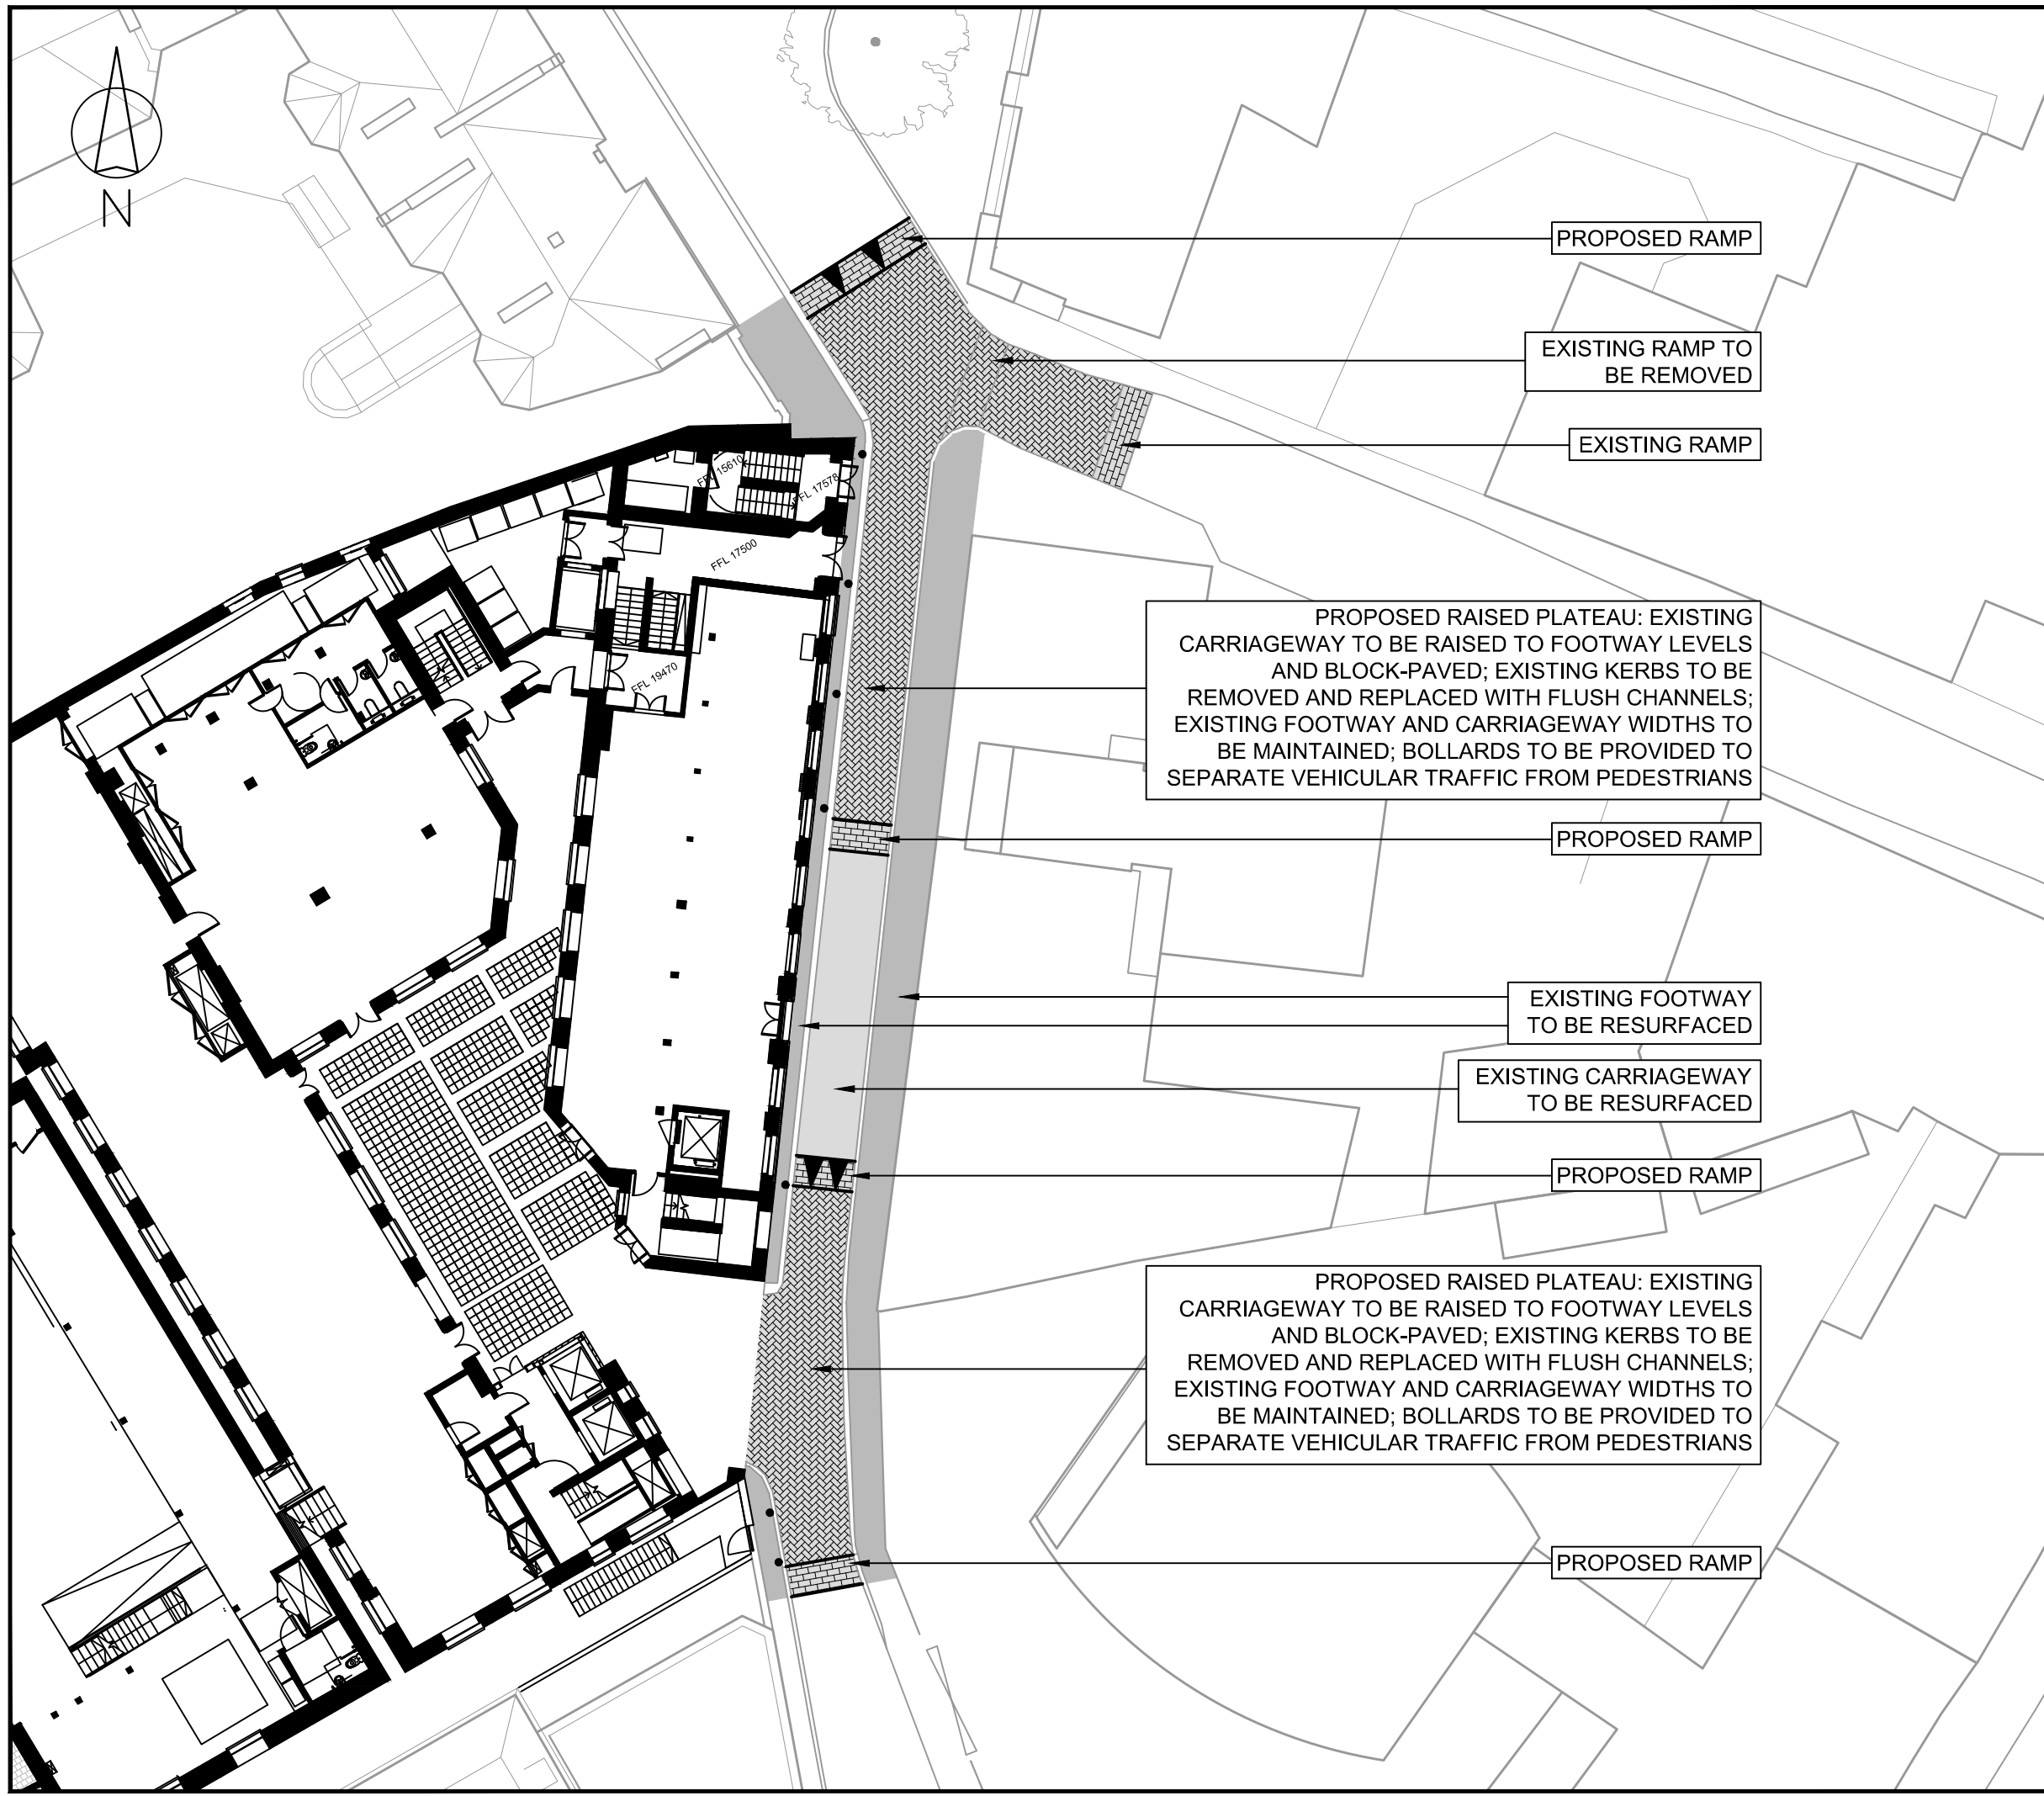 N
PROPOSED RAMP
EXISTING RAMP TO
BE REMOVED
EXISTING RAMP
FFL 15610
FFL 17578
FFL 17500
FFL 19470
PROPOSED RAISED PLATEAU: EXISTING
CARRIAGEWAY TO BE RAISED TO FOOTWAY LEVELS
AND BLOCK-PAVED; EXISTING KERBS TO BE
REMOVED AND REPLACED WITH FLUSH CHANNELS;
EXISTING FOOTWAY AND CARRIAGEWAY WIDTHS TO
BE MAINTAINED; BOLLARDS TO BE PROVIDED TO
SEPARATE VEHICULAR TRAFFIC FROM PEDESTRIANS
PROPOSED RAMP
EXISTING FOOTWAY
TO BE RESURFACED
EXISTING CARRIAGEWAY
TO BE RESURFACED
PROPOSED RAMP
PROPOSED RAISED PLATEAU: EXISTING
CARRIAGEWAY TO BE RAISED TO FOOTWAY LEVELS
AND BLOCK-PAVED; EXISTING KERBS TO BE
REMOVED AND REPLACED WITH FLUSH CHANNELS;
EXISTING FOOTWAY AND CARRIAGEWAY WIDTHS TO
BE MAINTAINED; BOLLARDS TO BE PROVIDED TO
SEPARATE VEHICULAR TRAFFIC FROM PEDESTRIANS
PROPOSED RAMP